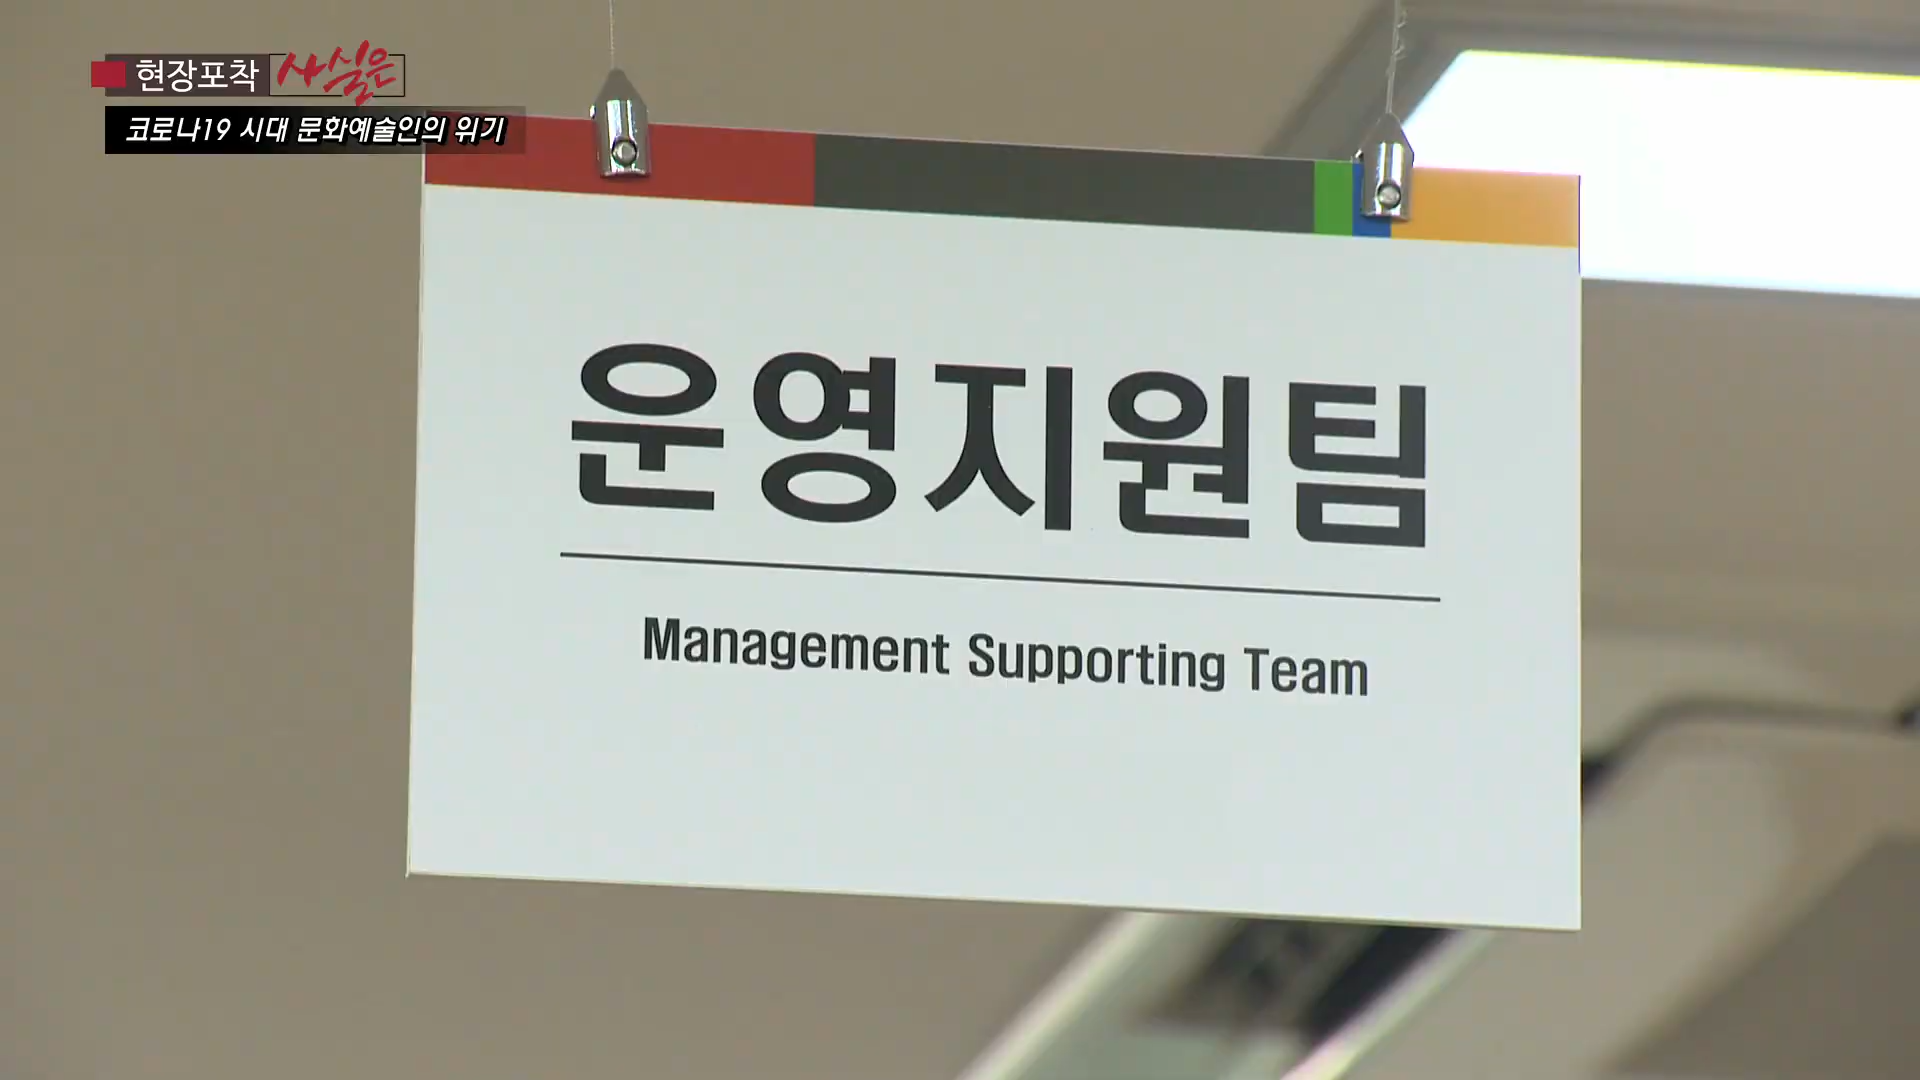 현장포착 사실은
코로나19 시대 문화예술인의 위기
운영지원팀
Management Supporting Team